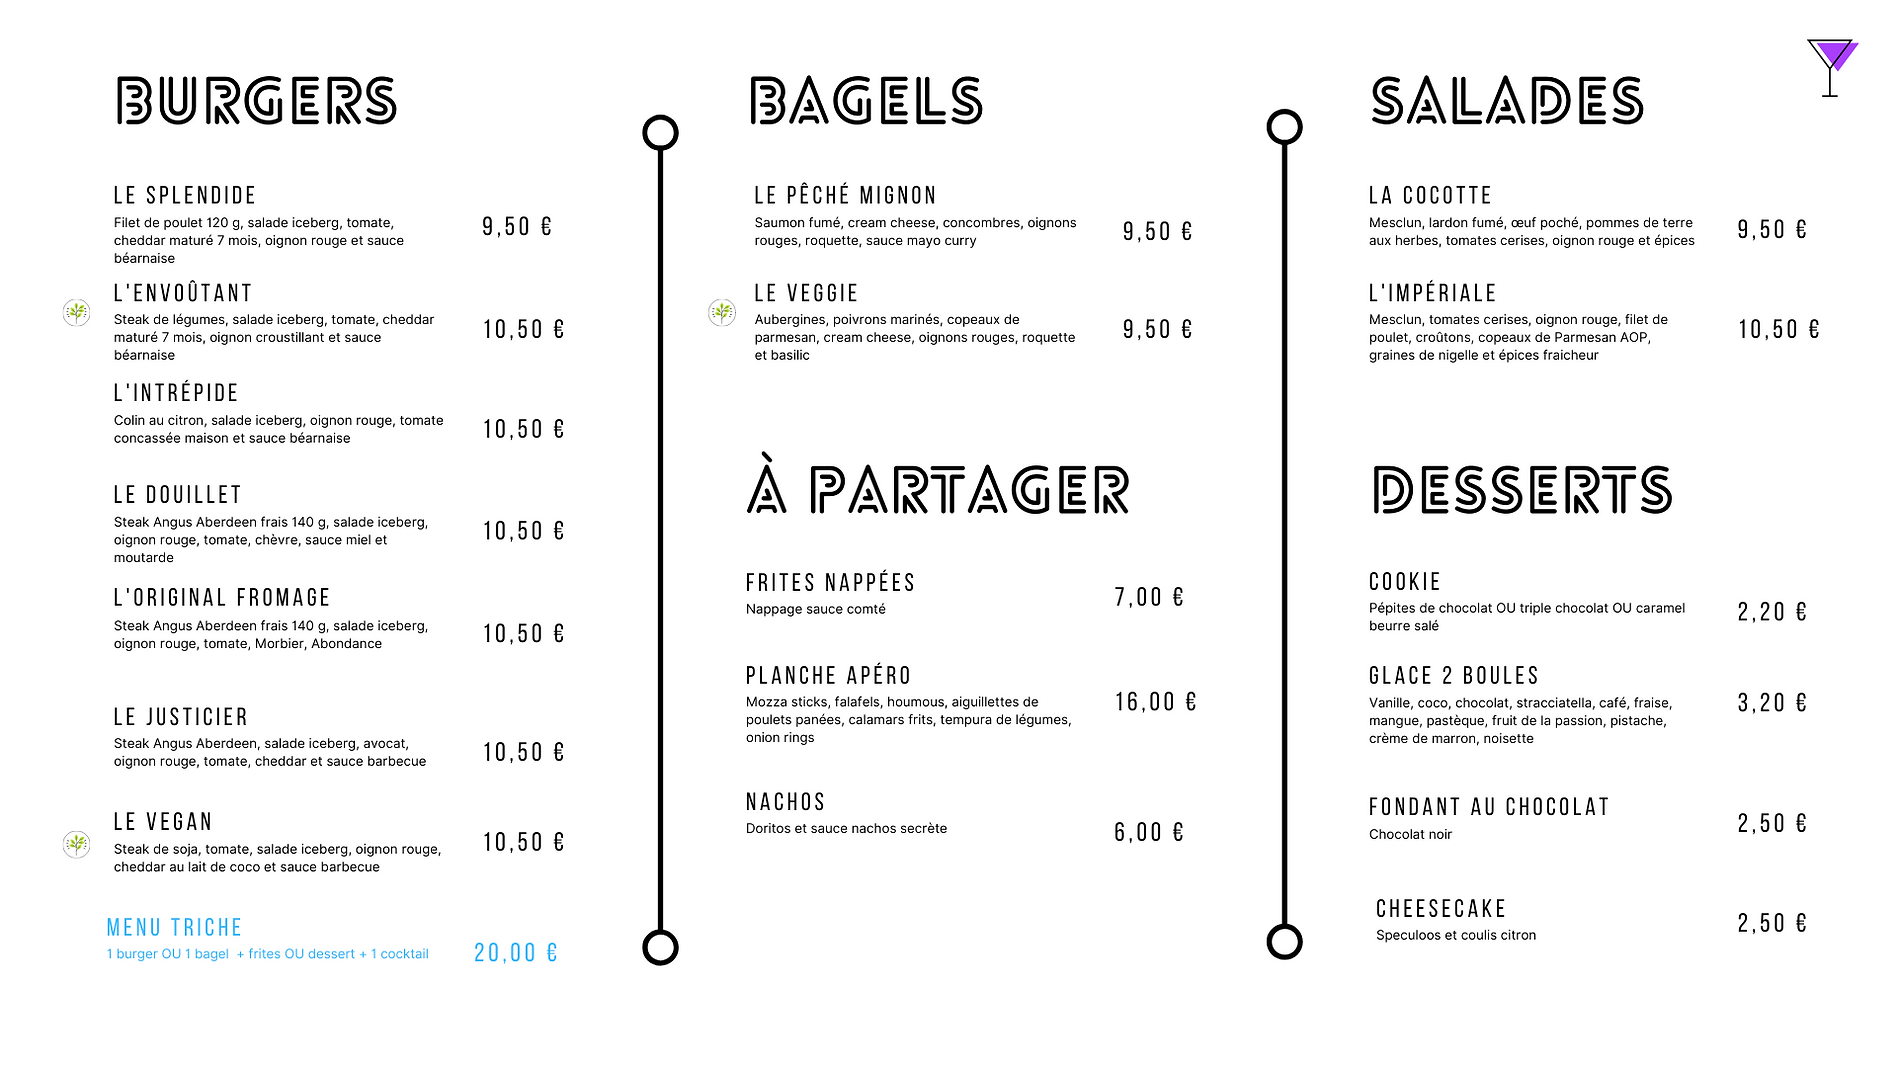 BURGERS
LE SPLENDIDE
Filet de poulet 120 g, salade iceberg, tomate,
cheddar maturé 7 mois, oignon rouge et sauce
béarnaise
9,50 €
L'ENVOÛTANT
Steak de légumes, salade iceberg, tomate, cheddar
maturé 7 mois, oignon croustillant et sauce
béarnaise
10,50 €
L'INTRÉPIDE
Colin au citron, salade iceberg, oignon rouge, tomate
concassée maison et sauce béarnaise
10,50 €
LE DOUILLET
Steak Angus Aberdeen frais 140 g, salade iceberg,
oignon rouge, tomate, chèvre, sauce miel et
moutarde
10,50 €
L'ORIGINAL FROMAGE
Steak Angus Aberdeen frais 140 g, salade iceberg,
oignon rouge, tomate, Morbier, Abondance
10,50 €
LE JUSTICIER
Steak Angus Aberdeen, salade iceberg, avocat,
oignon rouge, tomate, cheddar et sauce barbecue
10,50 €
LE VEGAN
Steak de soja, tomate, salade iceberg, oignon rouge,
cheddar au lait de coco et sauce barbecue
10,50 €
MENU TRICHE
1 burger OU 1 bagel + frites OU dessert + 1 cocktail
20,00 €
BAGELS
LE PÊCHÉ MIGNON
Saumon fumé, cream cheese, concombres, oignons
rouges, roquette, sauce mayo curry
9,50 €
LE VEGGIE
Aubergines, poivrons marinés, copeaux de
parmesan, cream cheese, oignons rouges, roquette
et basilic
9,50 €
À PARTAGER
FRITES NAPPÉES
Nappage sauce comté
7,00 €
PLANCHE APÉRO
Mozza sticks, falafels, houmous, aiguillettes de
poulets panées, calamars frits, tempura de légumes,
onion rings
16,00 €
NACHOS
Doritos et sauce nachos secrète
6,00 €
SALADES
LA COCOTTE
Mesclun, lardon fumé, œuf poché, pommes de terre
aux herbes, tomates cerises, oignon rouge et épices
9,50 €
L'IMPÉRIALE
Mesclun, tomates cerises, oignon rouge, filet de
poulet, croûtons, copeaux de Parmesan AOP,
graines de nigelle et épices fraicheur
10,50 €
DESSERTS
COOKIE
Pépites de chocolat OU triple chocolat OU caramel
beurre salé
2,20 €
GLACE 2 BOULES
Vanille, coco, chocolat, stracciatella, café, fraise,
mangue, pastèque, fruit de la passion, pistache,
crème de marron, noisette
3,20 €
FONDANT AU CHOCOLAT
Chocolat noir
2,50 €
CHEESECAKE
Speculoos et coulis citron
2,50 €